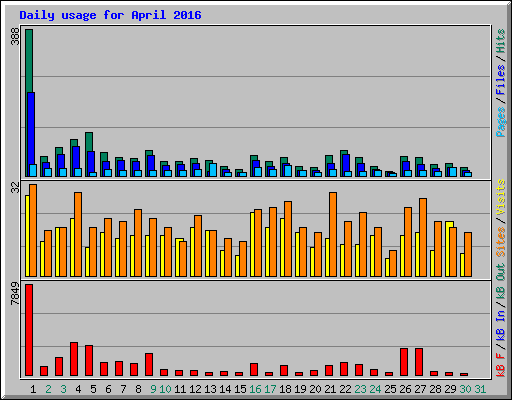 Daily usage for April 2016
388
Pages / Files / Hits
32
Sites / Visits
7849
kB F / kB In / kB Out
1 2 3 4 5 6 7 8 9 10 11 12 13 14 15 16 17 18 19 20 21 22 23 24 25 26 27 28 29 30 31